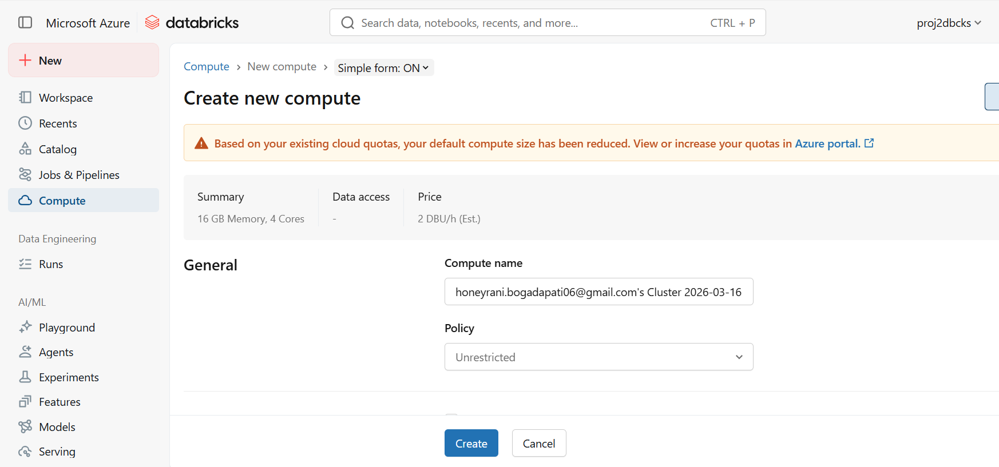 Microsoft Azure databricks
Search data, notebooks, recents, and more... CTRL + P
proj2dbcks
New
Workspace
Recents
Catalog
Jobs & Pipelines
Compute
Data Engineering
Runs
AI/ML
Playground
Agents
Experiments
Features
Models
Serving
Compute > New compute > Simple form: ON
Create new compute
Based on your existing cloud quotas, your default compute size has been reduced. View or increase your quotas in Azure portal.
Summary
16 GB Memory, 4 Cores
Data access
-
Price
2 DBU/h (Est.)
General
Compute name
honeyrani.bogadapati06@gmail.com's Cluster 2026-03-16
Policy
Unrestricted
Create Cancel